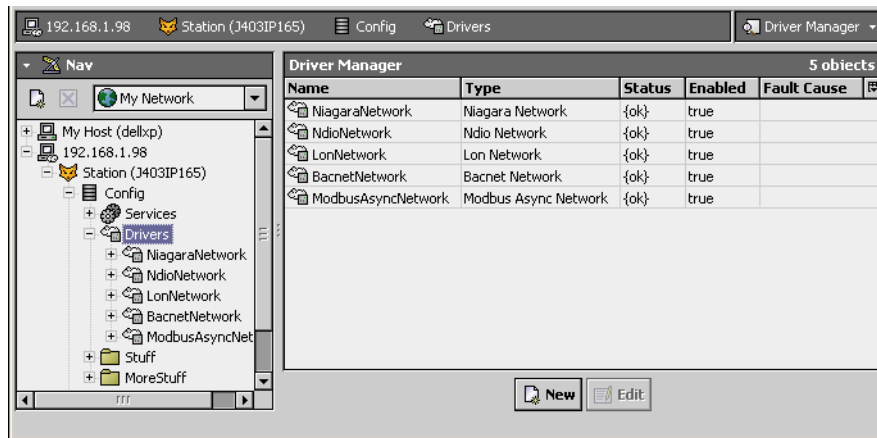 192.168.1.98 Station (J403IP165) Config Drivers Driver Manager
Nav
My Network
My Host (dellxp)
192.168.1.98
Station (J403IP165)
Config
Services
Drivers
NiagaraNetwork
NdioNetwork
LonNetwork
BacnetNetwork
ModbusAsyncNet
Stuff
MoreStuff
Driver Manager 5 objects
Name Type Status Enabled Fault Cause
NiagaraNetwork Niagara Network {ok} true
NdioNetwork Ndio Network {ok} true
LonNetwork Lon Network {ok} true
BacnetNetwork Bacnet Network {ok} true
ModbusAsyncNetwork Modbus Async Network {ok} true
New Edit